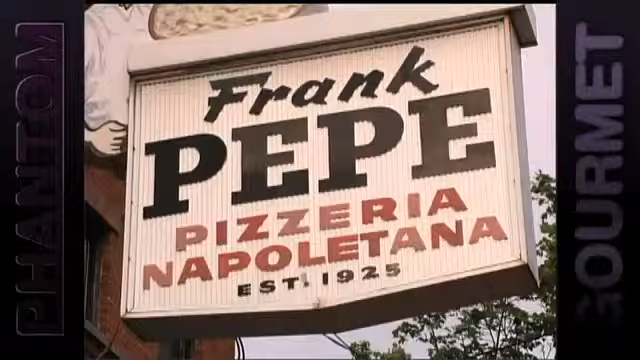 PHANTOM
Frank
PEPE
PIZZERIA
NAPOLETANA
EST. 1925
GOURMET